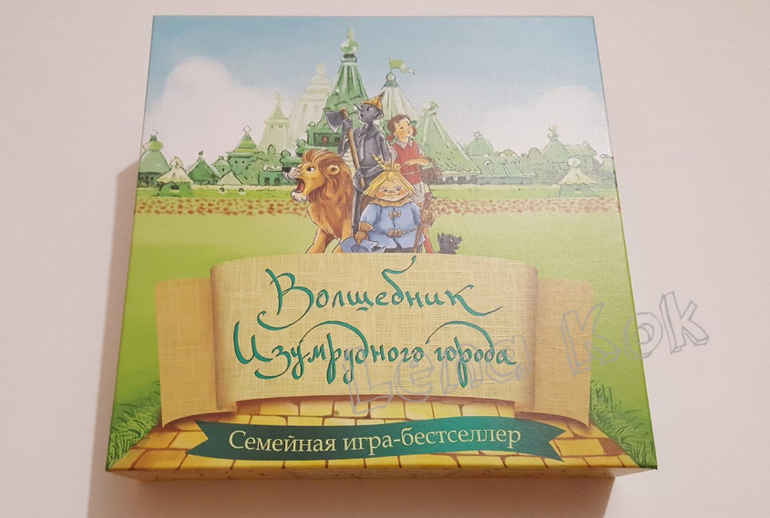 Волшебник
Изумрудного города
Lena Kok
Семейная игра-бестселлер